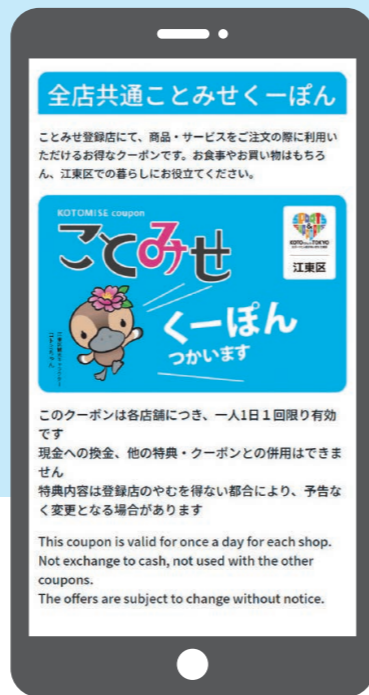 全店共通ことみせくーぽん
ことみせ登録店にて、商品・サービスをご注文の際に利用い
ただけるお得なクーポンです。お食事やお買い物はもちろ
ん、江東区での暮らしにお役立てください。
KOTOMISE coupon
ことみせ
江東区
くーぽん
つかいます
このクーポンは各店舗につき、一人1日１回限り有効
です
現金への換金、他の特典・クーポンとの併用はできま
せん
特典内容は登録店のやむを得ない都合により、予告な
く変更となる場合があります
This coupon is valid for once a day for each shop.
Not exchange to cash, not used with the other
coupons.
The offers are subject to change without notice.